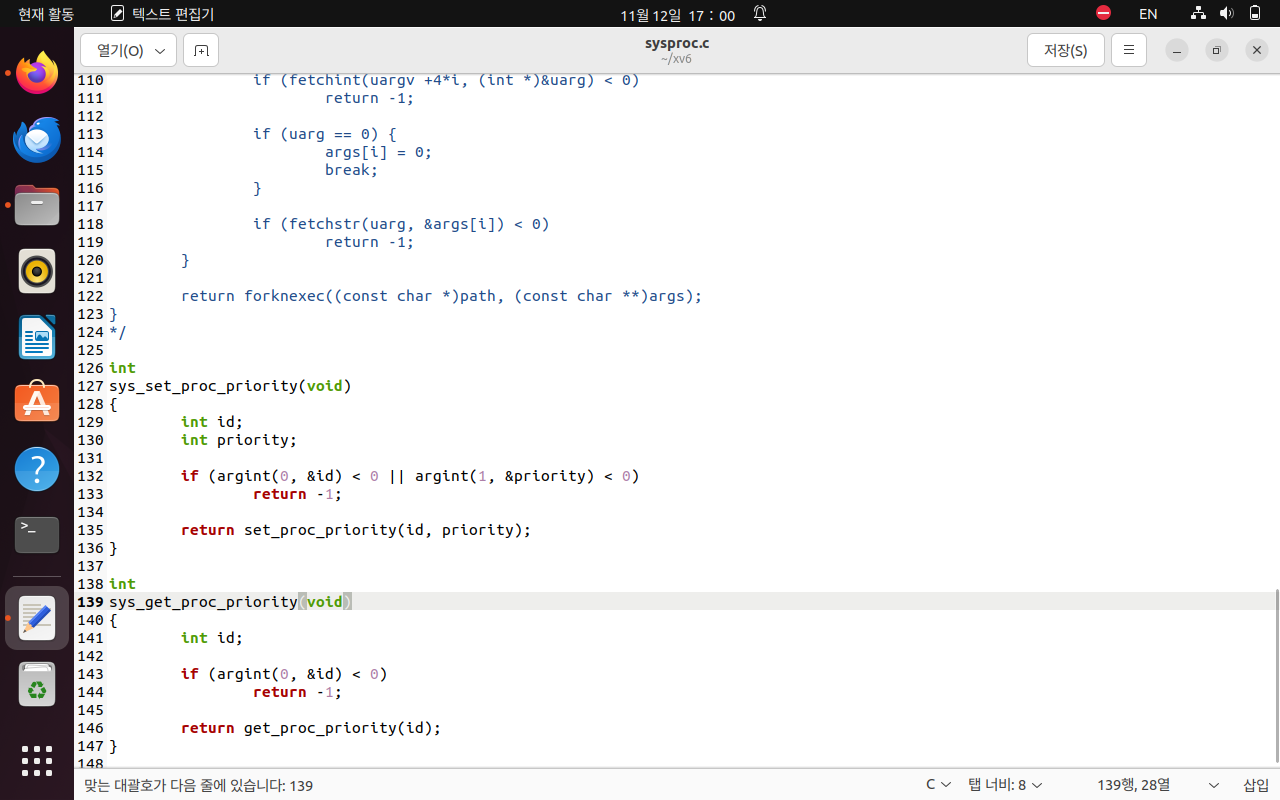 현재 활동 텍스트 편집기 11월 12일 17 : 00 EN
열기(O) sysproc.c 저장(S)
~/xv6
110 if (fetchint(uargv +4*i, (int *)&uarg) < 0)
111 return -1;
112
113 if (uarg == 0) {
114 args[i] = 0;
115 break;
116 }
117
118 if (fetchstr(uarg, &args[i]) < 0)
119 return -1;
120 }
121
122 return forknexec((const char *)path, (const char **)args);
123 }
124 */
125
126 int
127 sys_set_proc_priority(void)
128 {
129 int id;
130 int priority;
131
132 if (argint(0, &id) < 0 || argint(1, &priority) < 0)
133 return -1;
134
135 return set_proc_priority(id, priority);
136 }
137
138 int
139 sys_get_proc_priority(void)
140 {
141 int id;
142
143 if (argint(0, &id) < 0)
144 return -1;
145
146 return get_proc_priority(id);
147 }
148
맞는 대괄호가 다음 줄에 있습니다: 139 C 탭 너비: 8 139행, 28열 삽입